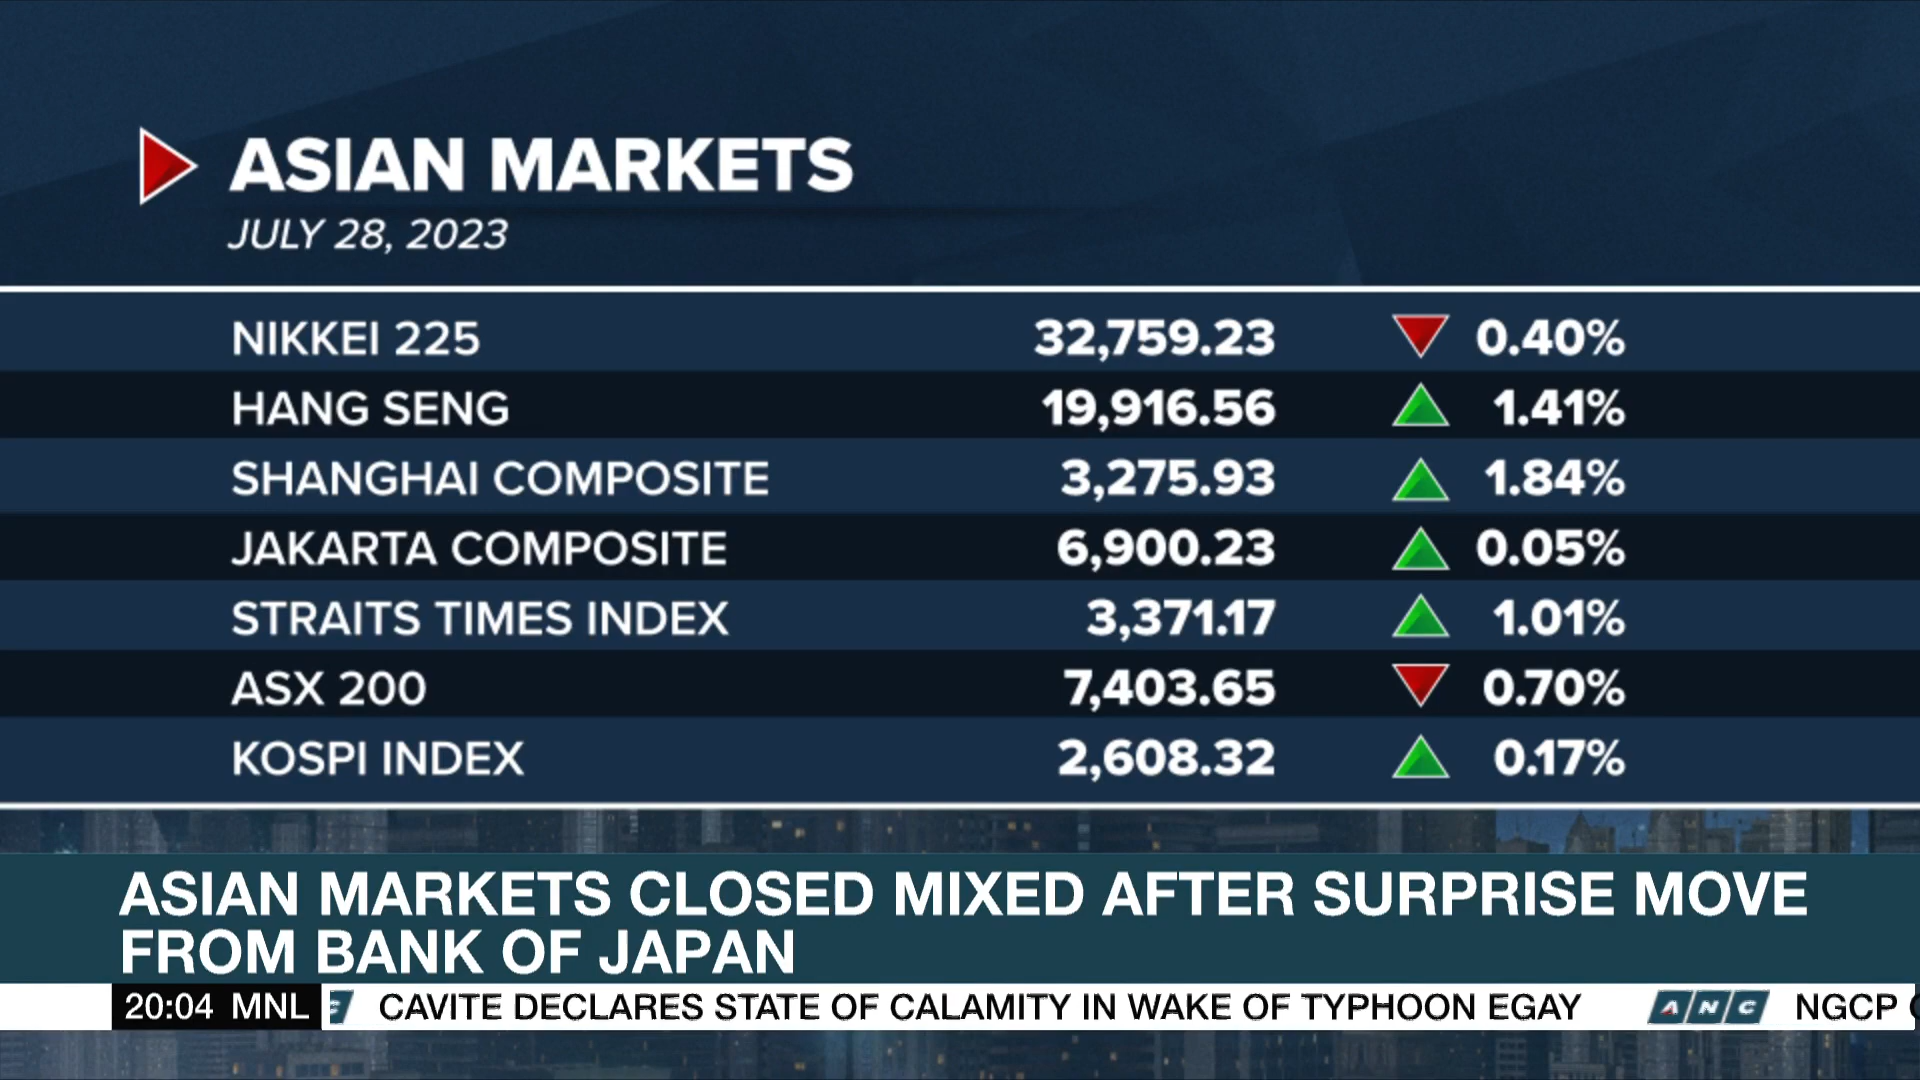 ASIAN MARKETS
JULY 28, 2023
NIKKEI 225 32,759.23 0.40%
HANG SENG 19,916.56 1.41%
SHANGHAI COMPOSITE 3,275.93 1.84%
JAKARTA COMPOSITE 6,900.23 0.05%
STRAITS TIMES INDEX 3,371.17 1.01%
ASX 200 7,403.65 0.70%
KOSPI INDEX 2,608.32 0.17%
ASIAN MARKETS CLOSED MIXED AFTER SURPRISE MOVE
FROM BANK OF JAPAN
20:04 MNL CAVITE DECLARES STATE OF CALAMITY IN WAKE OF TYPHOON EGAY ANC NGCP